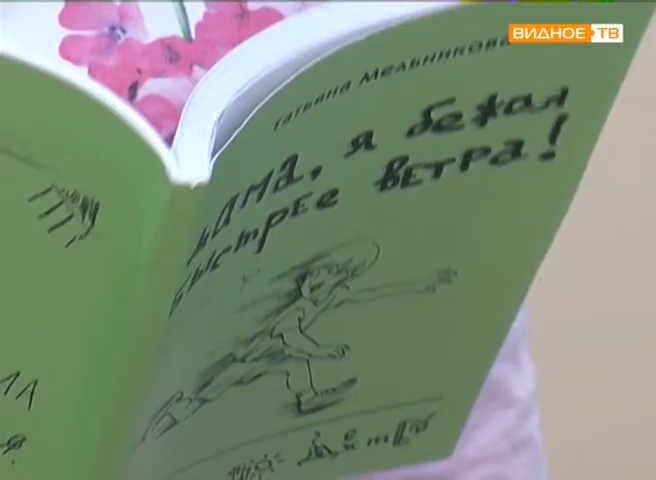 ВИДНОЕ ТВ
Татьяна Мельникова
мама, я бежал
быстрее ветра!